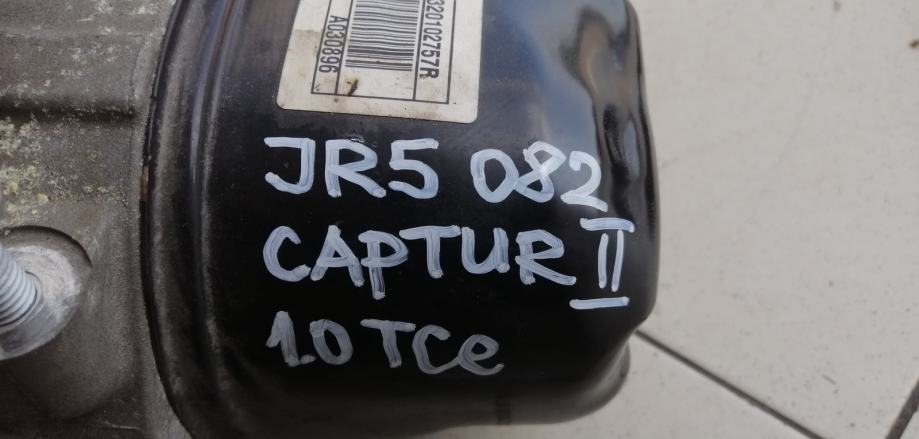 320102757R
A030896
JR5 082
CAPTUR II
1.0 TCe